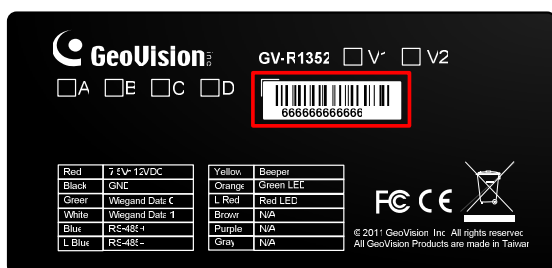 GeoVision inc
GV-R1352 V1 V2
A B C D
666666666666
Red 7.5V~12VDC
Black GND
Green Wiegand Data 0
White Wiegand Data 1
Blue RS-485+
L Blue RS-485-
Yellow Beeper
Orange Green LED
L Red Red LED
Brown N/A
Purple N/A
Gray N/A
FC CE
© 2011 GeoVision Inc. All rights reserved
All GeoVision Products are made in Taiwan